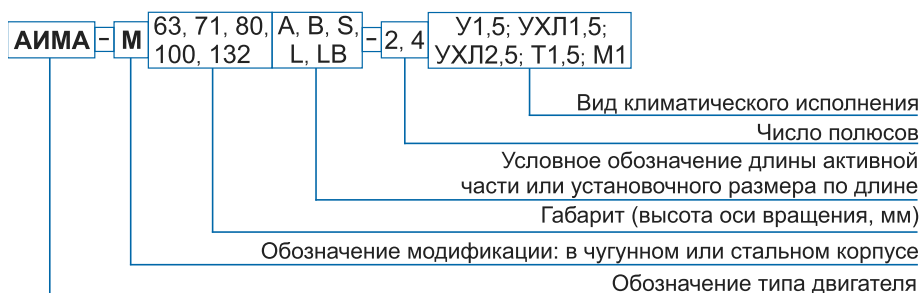 АИМА – М 63, 71, 80, А, В, S, – 2, 4 У1,5; УХЛ1,5;
100, 132 L, LB УХЛ2,5; Т1,5; М1
Вид климатического исполнения
Число полюсов
Условное обозначение длины активной
части или установочного размера по длине
Габарит (высота оси вращения, мм)
Обозначение модификации: в чугунном или стальном корпусе
Обозначение типа двигателя